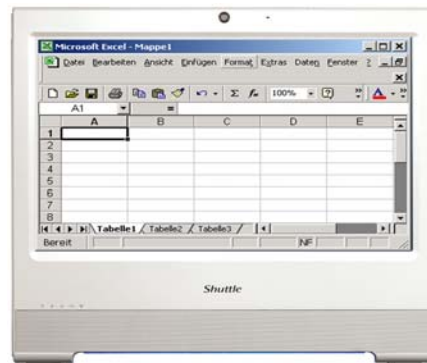 Microsoft Excel - Mappe1
Datei Bearbeiten Ansicht Einfügen Format Extras Daten Fenster ?
Σ fx 100% ? A
A1 =
A B C D E
1
2
3
4
5
6
7
8
Tabelle1 Tabelle2 Tabelle3
Bereit NF
Shuttle